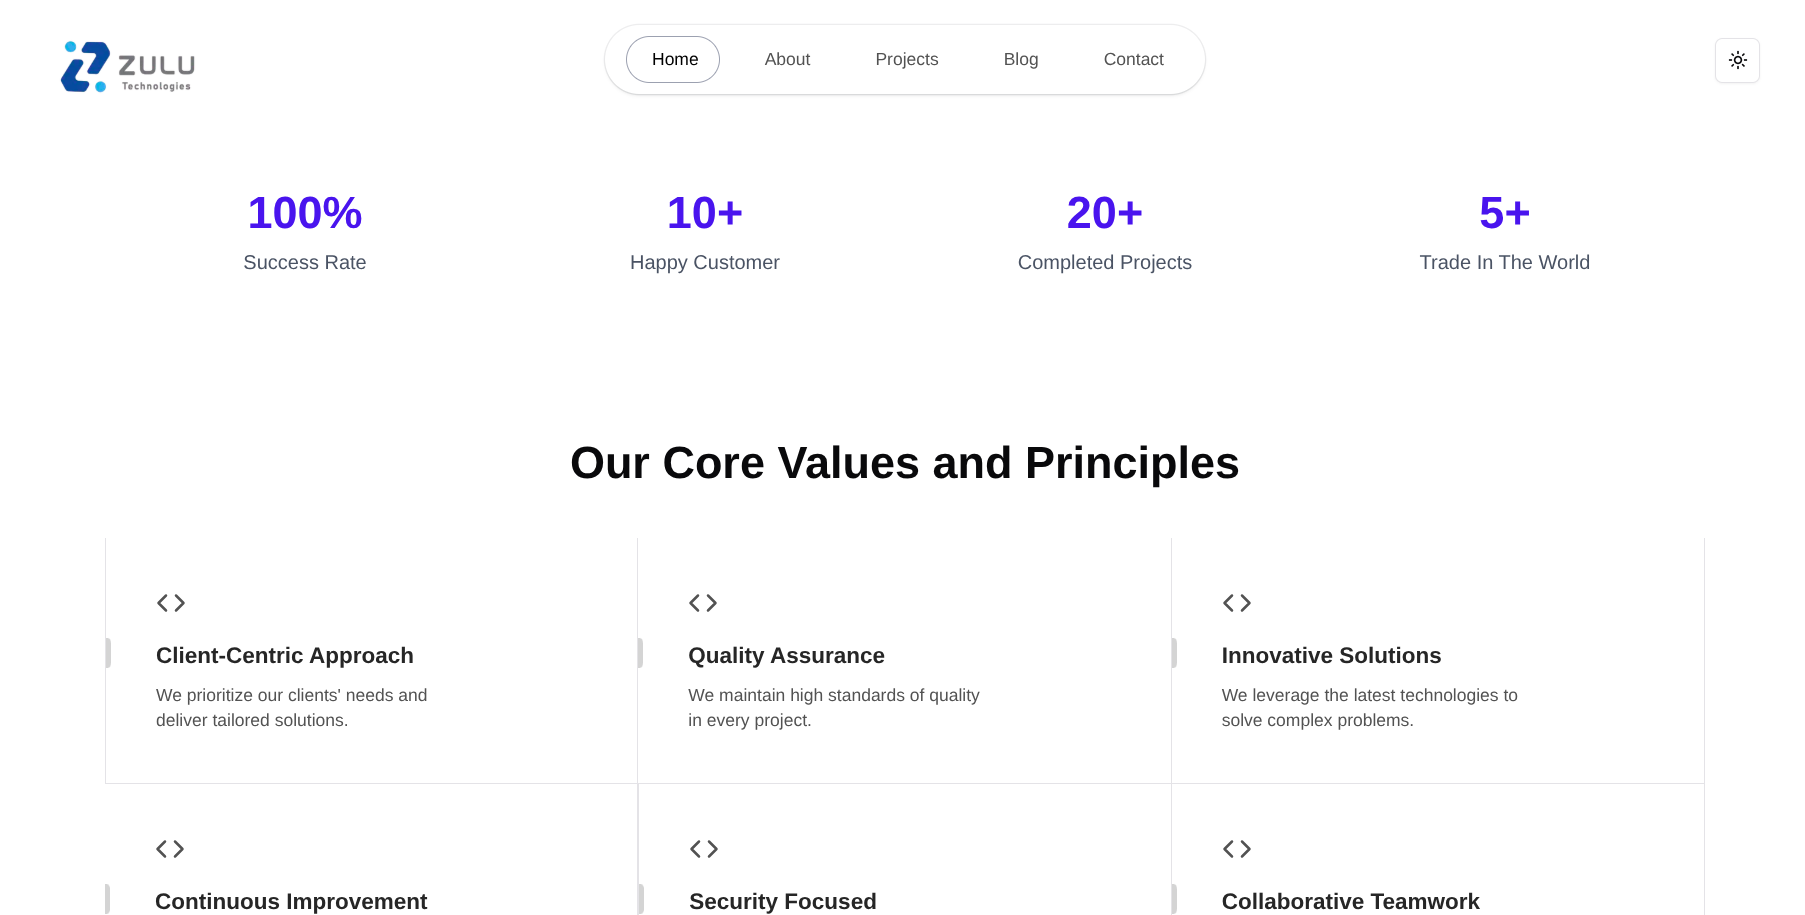 ZULU
Technologies
Home
About
Projects
Blog
Contact
100%
Success Rate
10+
Happy Customer
20+
Completed Projects
5+
Trade In The World
Our Core Values and Principles
Client-Centric Approach
We prioritize our clients' needs and
deliver tailored solutions.
Quality Assurance
We maintain high standards of quality
in every project.
Innovative Solutions
We leverage the latest technologies to
solve complex problems.
Continuous Improvement
Security Focused
Collaborative Teamwork